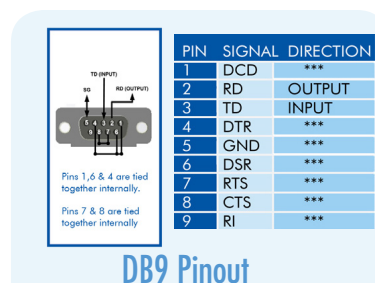 TD (INPUT)
SG
RD (OUTPUT)
5 4 3 2 1
9 8 7 6
Pins 1,6 & 4 are tied
together internally.
Pins 7 & 8 are tied
together internally
PIN SIGNAL DIRECTION
1 DCD ***
2 RD OUTPUT
3 TD INPUT
4 DTR ***
5 GND ***
6 DSR ***
7 RTS ***
8 CTS ***
9 RI ***
DB9 Pinout